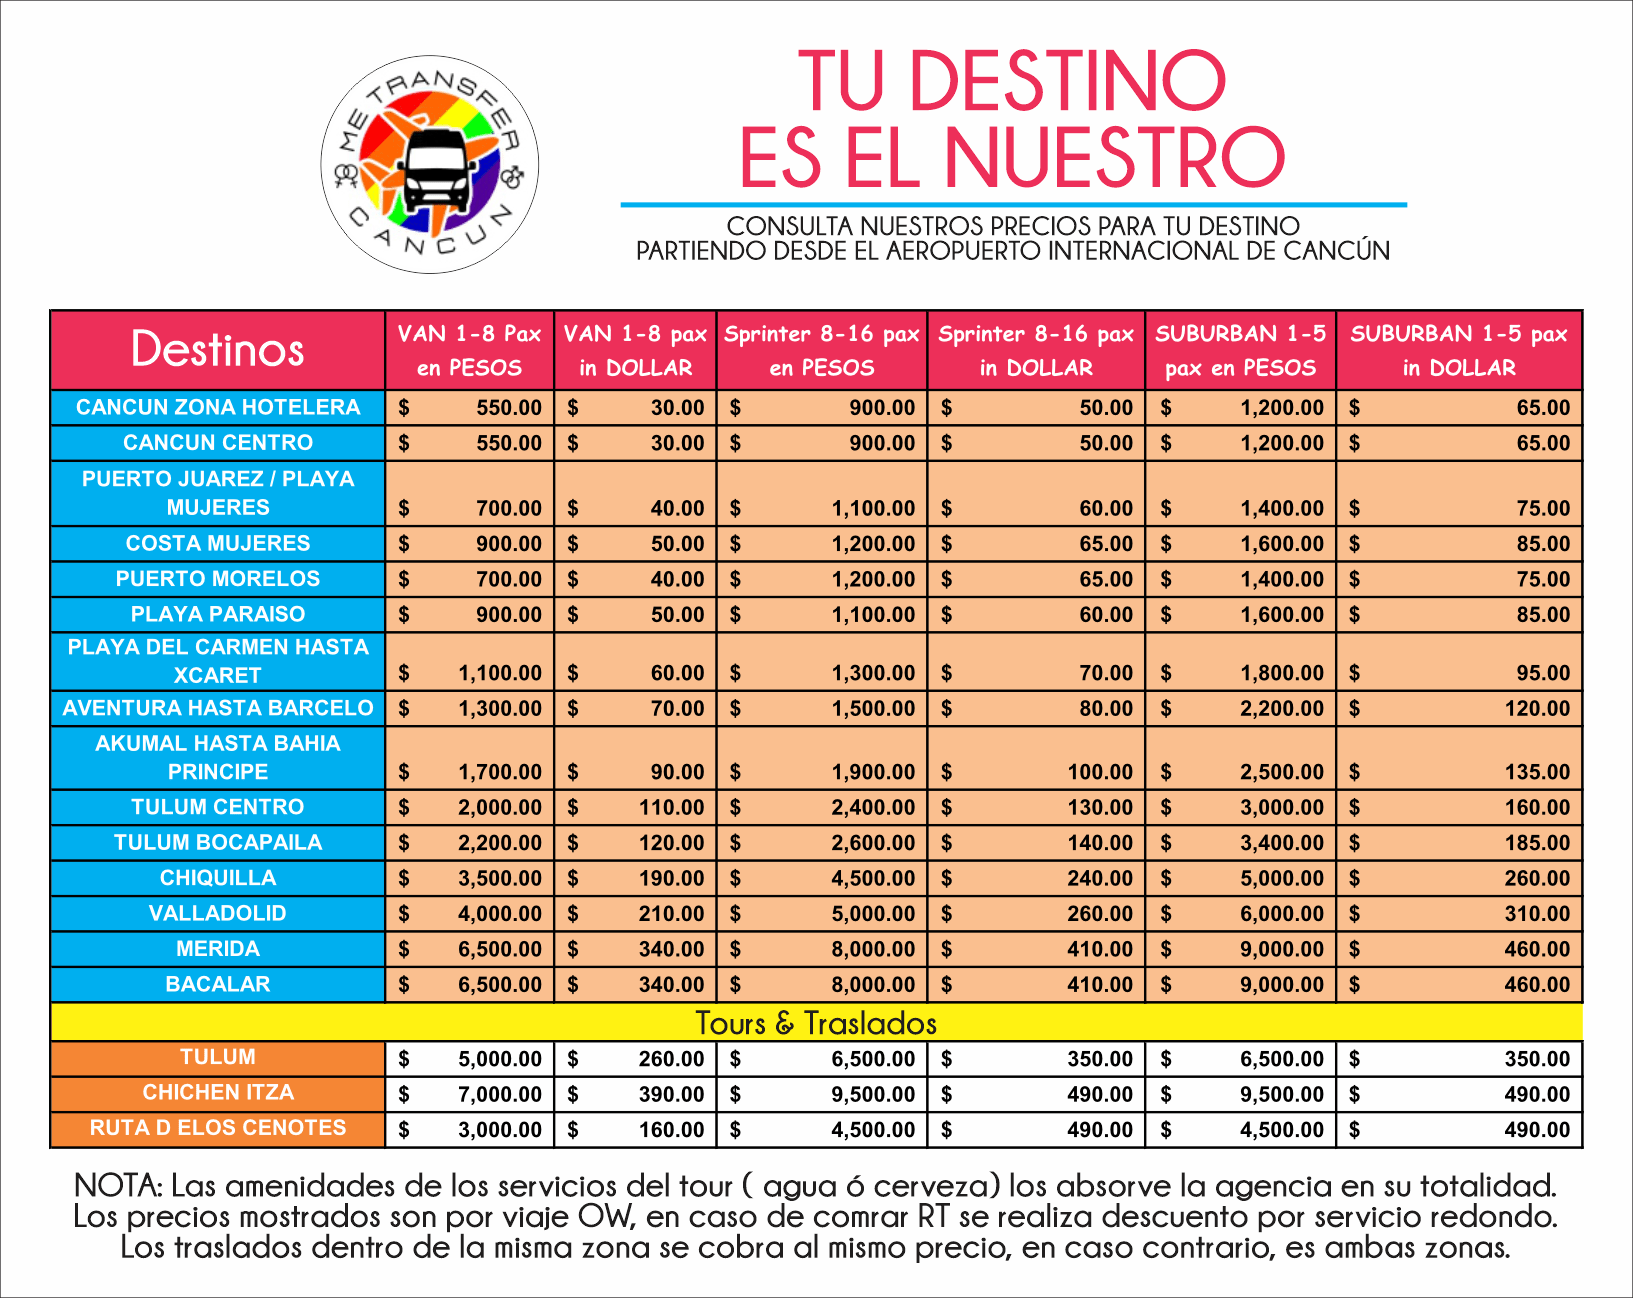 ME TRANSFER
CANCUN
TU DESTINO
ES EL NUESTRO
CONSULTA NUESTROS PRECIOS PARA TU DESTINO
PARTIENDO DESDE EL AEROPUERTO INTERNACIONAL DE CANCÚN
Destinos
VAN 1-8 Pax
en PESOS
VAN 1-8 pax
in DOLLAR
Sprinter 8-16 pax
en PESOS
Sprinter 8-16 pax
in DOLLAR
SUBURBAN 1-5
pax en PESOS
SUBURBAN 1-5 pax
in DOLLAR
CANCUN ZONA HOTELERA $ 550.00 $ 30.00 $ 900.00 $ 50.00 $ 1,200.00 $ 65.00
CANCUN CENTRO $ 550.00 $ 30.00 $ 900.00 $ 50.00 $ 1,200.00 $ 65.00
PUERTO JUAREZ / PLAYA
MUJERES $ 700.00 $ 40.00 $ 1,100.00 $ 60.00 $ 1,400.00 $ 75.00
COSTA MUJERES $ 900.00 $ 50.00 $ 1,200.00 $ 65.00 $ 1,600.00 $ 85.00
PUERTO MORELOS $ 700.00 $ 40.00 $ 1,200.00 $ 65.00 $ 1,400.00 $ 75.00
PLAYA PARAISO $ 900.00 $ 50.00 $ 1,100.00 $ 60.00 $ 1,600.00 $ 85.00
PLAYA DEL CARMEN HASTA
XCARET $ 1,100.00 $ 60.00 $ 1,300.00 $ 70.00 $ 1,800.00 $ 95.00
AVENTURA HASTA BARCELO $ 1,300.00 $ 70.00 $ 1,500.00 $ 80.00 $ 2,200.00 $ 120.00
AKUMAL HASTA BAHIA
PRINCIPE $ 1,700.00 $ 90.00 $ 1,900.00 $ 100.00 $ 2,500.00 $ 135.00
TULUM CENTRO $ 2,000.00 $ 110.00 $ 2,400.00 $ 130.00 $ 3,000.00 $ 160.00
TULUM BOCAPAILA $ 2,200.00 $ 120.00 $ 2,600.00 $ 140.00 $ 3,400.00 $ 185.00
CHIQUILLA $ 3,500.00 $ 190.00 $ 4,500.00 $ 240.00 $ 5,000.00 $ 260.00
VALLADOLID $ 4,000.00 $ 210.00 $ 5,000.00 $ 260.00 $ 6,000.00 $ 310.00
MERIDA $ 6,500.00 $ 340.00 $ 8,000.00 $ 410.00 $ 9,000.00 $ 460.00
BACALAR $ 6,500.00 $ 340.00 $ 8,000.00 $ 410.00 $ 9,000.00 $ 460.00
Tours & Traslados
TULUM $ 5,000.00 $ 260.00 $ 6,500.00 $ 350.00 $ 6,500.00 $ 350.00
CHICHEN ITZA $ 7,000.00 $ 390.00 $ 9,500.00 $ 490.00 $ 9,500.00 $ 490.00
RUTA D ELOS CENOTES $ 3,000.00 $ 160.00 $ 4,500.00 $ 490.00 $ 4,500.00 $ 490.00
NOTA: Las amenidades de los servicios del tour ( agua ó cerveza) los absorve la agencia en su totalidad.
Los precios mostrados son por viaje OW, en caso de comrar RT se realiza descuento por servicio redondo.
Los traslados dentro de la misma zona se cobra al mismo precio, en caso contrario, es ambas zonas.